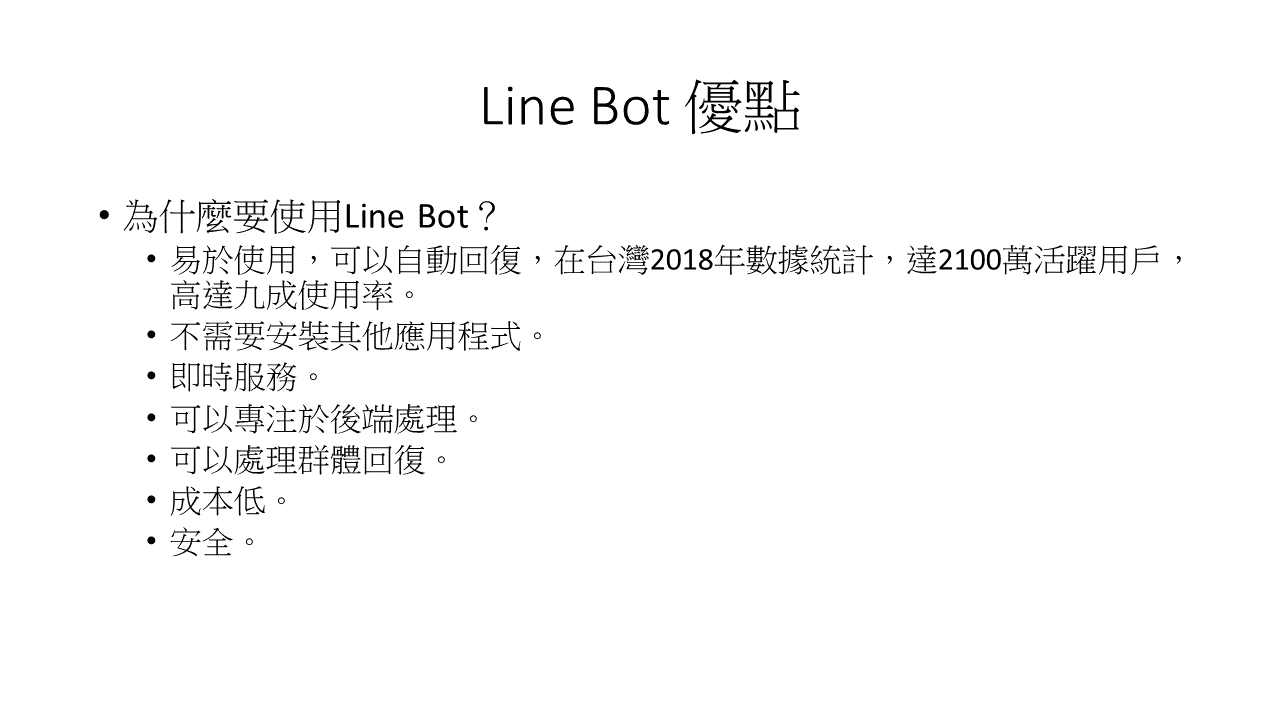 Line Bot 優點
• 為什麼要使用Line Bot？
• 易於使用，可以自動回復，在台灣2018年數據統計，達2100萬活躍用戶，
高達九成使用率。
• 不需要安裝其他應用程式。
• 即時服務。
• 可以專注於後端處理。
• 可以處理群體回復。
• 成本低。
• 安全。